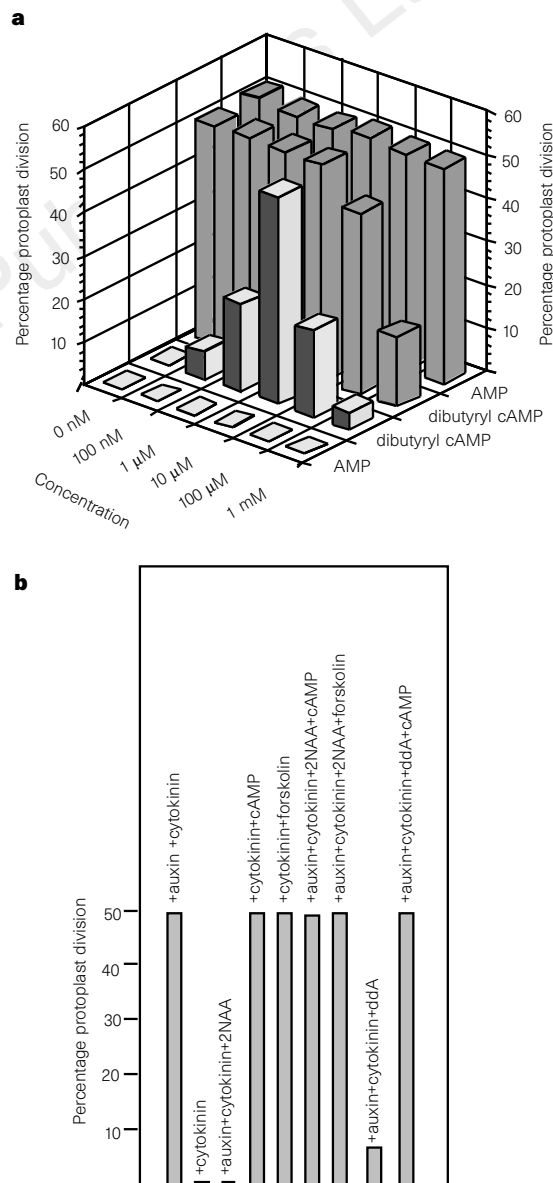 a
Percentage protoplast division
60
50
40
30
20
10
60
50
40
30
20
10
Percentage protoplast division
0 nM
100 nM
1 µM
10 µM
100 µM
1 mM
Concentration
AMP
dibutyryl cAMP
dibutyryl cAMP
AMP
b
Percentage protoplast division
50
40
30
20
10
+auxin +cytokinin
+cytokinin
+auxin+cytokinin+2NAA
+cytokinin+cAMP
+cytokinin+forskolin
+auxin+cytokinin+2NAA+cAMP
+auxin+cytokinin+2NAA+forskolin
+auxin+cytokinin+ddA
+auxin+cytokinin+ddA+cAMP